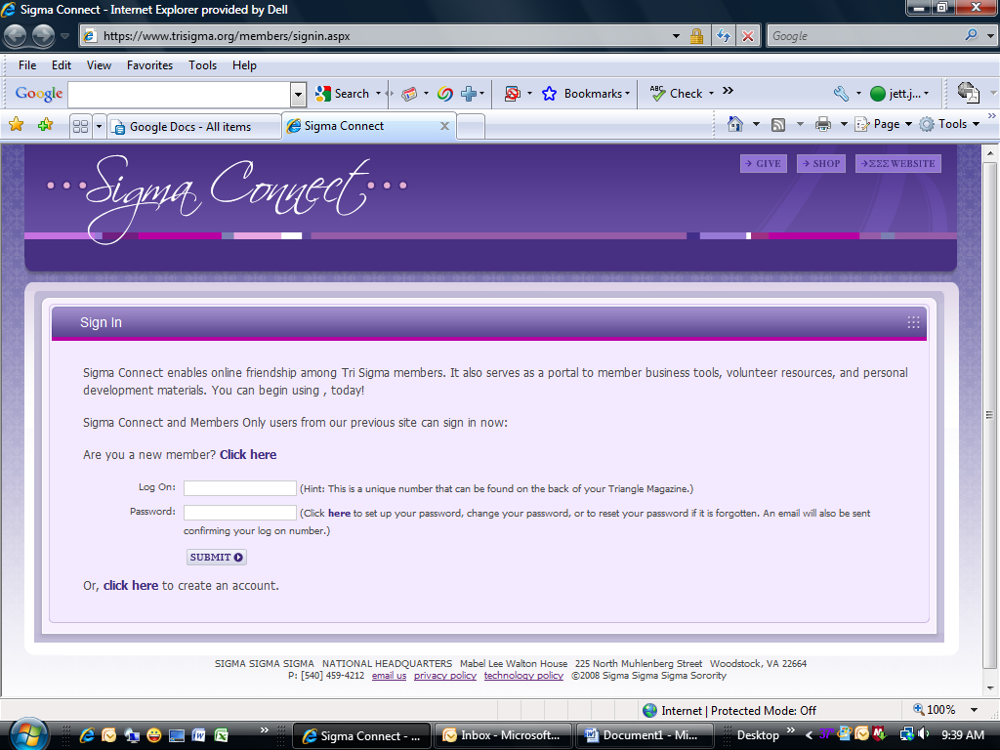 Sigma Connect - Internet Explorer provided by Dell
https://www.trisigma.org/members/signin.aspx
Google
File Edit View Favorites Tools Help
Google Search Bookmarks ABC Check » jett.j...
Google Docs - All items Sigma Connect Page Tools »
Sigma Connect
GIVE SHOP ΣΣΣ WEBSITE
Sign In
Sigma Connect enables online friendship among Tri Sigma members. It also serves as a portal to member business tools, volunteer resources, and personal
development materials. You can begin using , today!
Sigma Connect and Members Only users from our previous site can sign in now:
Are you a new member? Click here
Log On: (Hint: This is a unique number that can be found on the back of your Triangle Magazine.)
Password: (Click here to set up your password, change your password, or to reset your password if it is forgotten. An email will also be sent
confirming your log on number.)
SUBMIT
Or, click here to create an account.
SIGMA SIGMA SIGMA NATIONAL HEADQUARTERS Mabel Lee Walton House 225 North Muhlenberg Street Woodstock, VA 22664
P: [540] 459-4212 email us privacy policy technology policy ©2008 Sigma Sigma Sigma Sorority
Internet | Protected Mode: Off 100%
» Sigma Connect - ... Inbox - Microsoft... Document1 - Mi... Desktop » 9:39 AM